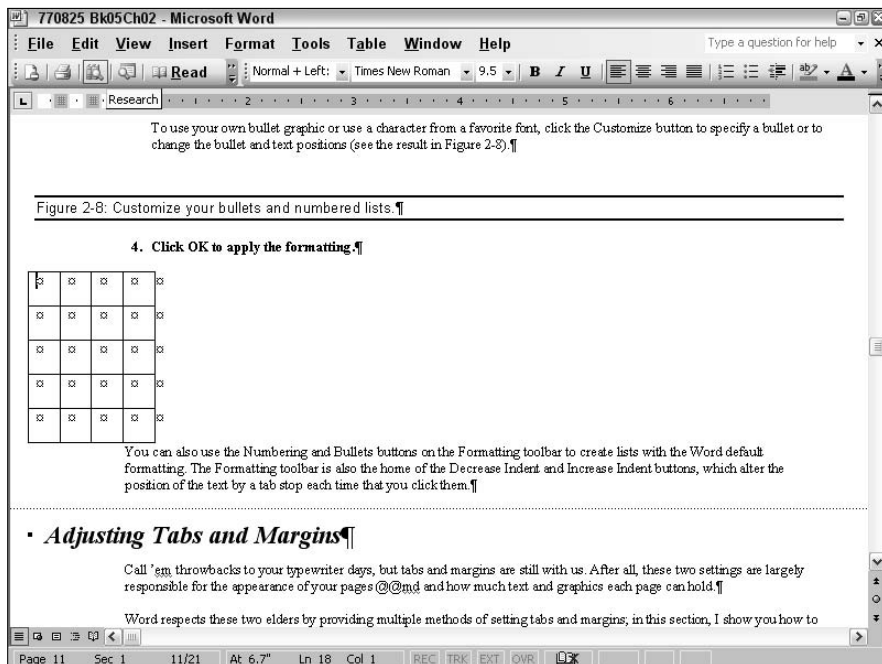 770825 Bk05Ch02 - Microsoft Word
File Edit View Insert Format Tools Table Window Help Type a question for help
Read Normal + Left: Times New Roman 9.5 B I U
Research 2 3 4 5 6
To use your own bullet graphic or use a character from a favorite font, click the Customize button to specify a bullet or to
change the bullet and text positions (see the result in Figure 2-8).¶
Figure 2-8: Customize your bullets and numbered lists.¶
4. Click OK to apply the formatting.¶
¤ ¤ ¤ ¤ ¤
¤ ¤ ¤ ¤ ¤
¤ ¤ ¤ ¤ ¤
¤ ¤ ¤ ¤ ¤
¤ ¤ ¤ ¤ ¤
You can also use the Numbering and Bullets buttons on the Formatting toolbar to create lists with the Word default
formatting. The Formatting toolbar is also the home of the Decrease Indent and Increase Indent buttons, which alter the
position of the text by a tab stop each time that you click them.¶
▪ Adjusting Tabs and Margins¶
Call 'em throwbacks to your typewriter days, but tabs and margins are still with us. After all, these two settings are largely
responsible for the appearance of your pages @@md and how much text and graphics each page can hold.¶
Word respects these two elders by providing multiple methods of setting tabs and margins; in this section, I show you how to
Page 11 Sec 1 11/21 At 6.7" Ln 18 Col 1 REC TRK EXT OVR